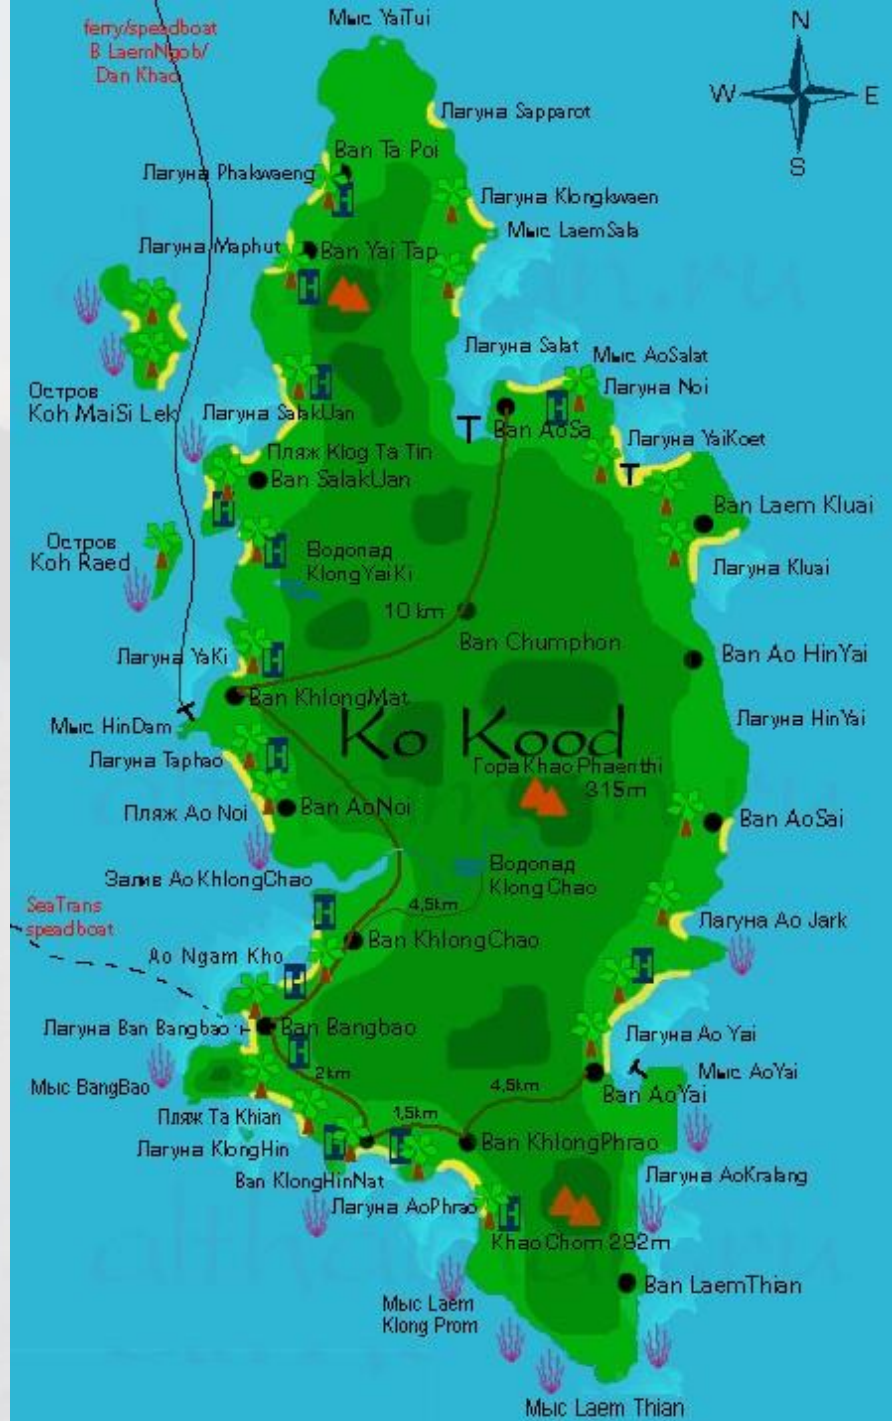 Мыс YaiTui
N
ferry/speadboat
В LaemNgob/
Dan Khao
W
E
S
Лагуна Sapparot
Ban Ta Poi
Лагуна Phakwaeng
Лагуна Klongkwaen
Мыс LaemSala
Лагуна Maphut
Ban Yai Tap
Лагуна Salat
Мыс AoSalat
Лагуна Noi
Остров
Koh MaiSi Lek
Лагуна SalakUan
Ban AoSa
Лагуна YaiKoet
Пляж Klog Ta Tin
Ban SalakUan
Ban Laem Kluai
Остров
Koh Raed
Водопад
KlongYaiKi
Лагуна Kluai
10 km
Ban Chumphon
Лагуна YaKi
Ban Ao HinYai
Ban KhlongMat
Мыс HinDam
Ko Kood
Лагуна HinYai
Лагуна Taphao
Гора Khao Phaenthi
315m
Пляж Ao Noi
Ban AoNoi
Ban AoSai
Залив Ao KhlongChao
Водопад
KlongChao
SeaTrans
speadboat
4,5km
Лагуна Ao Jark
Ban KhlongChao
Ao Ngam Kho
Лагуна Ban Bangbao
Ban Bangbao
Лагуна Ao Yai
Мыс BangBao
2km
4,5km
Мыс AoYai
Ban AoYai
Пляж Ta Khian
1,5km
Лагуна KlongHin
Ban KhlongPhrao
Ban KlongHinNat
Лагуна AoKralang
Лагуна AoPhrao
KhaoChom 282m
Ban LaemThian
Мыс Laem
Klong Prom
Мыс Laem Thian